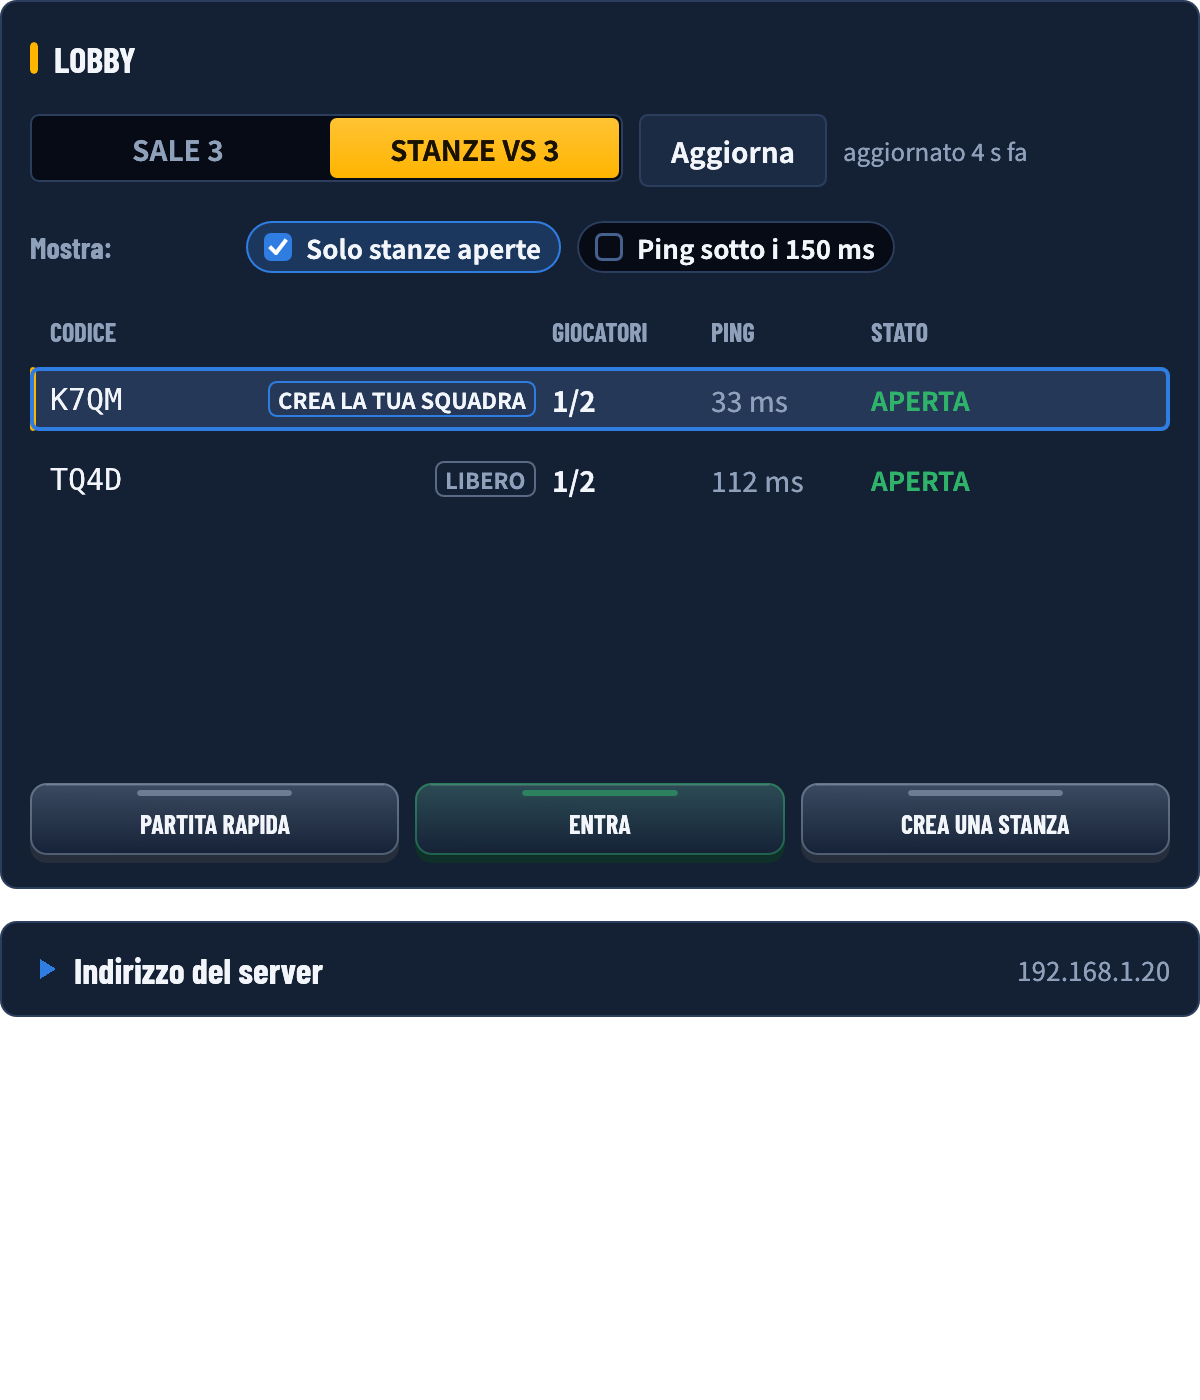 LOBBY
SALE 3 STANZE VS 3 Aggiorna aggiornato 4 s fa
Mostra: Solo stanze aperte Ping sotto i 150 ms
CODICE GIOCATORI PING STATO
K7QM CREA LA TUA SQUADRA 1/2 33 ms APERTA
TQ4D LIBERO 1/2 112 ms APERTA
PARTITA RAPIDA ENTRA CREA UNA STANZA
Indirizzo del server 192.168.1.20